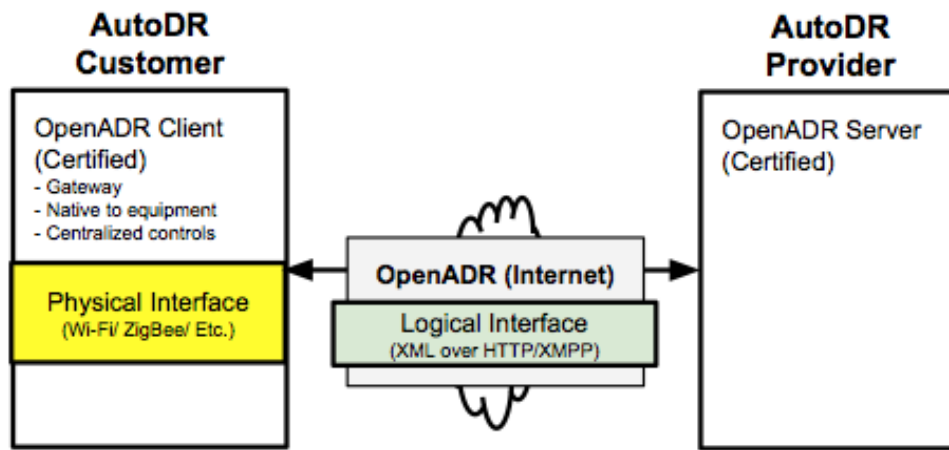 AutoDR
Customer
OpenADR Client
(Certified)
- Gateway
- Native to equipment
- Centralized controls
Physical Interface
(Wi-Fi/ ZigBee/ Etc.)
OpenADR (Internet)
Logical Interface
(XML over HTTP/XMPP)
AutoDR
Provider
OpenADR Server
(Certified)